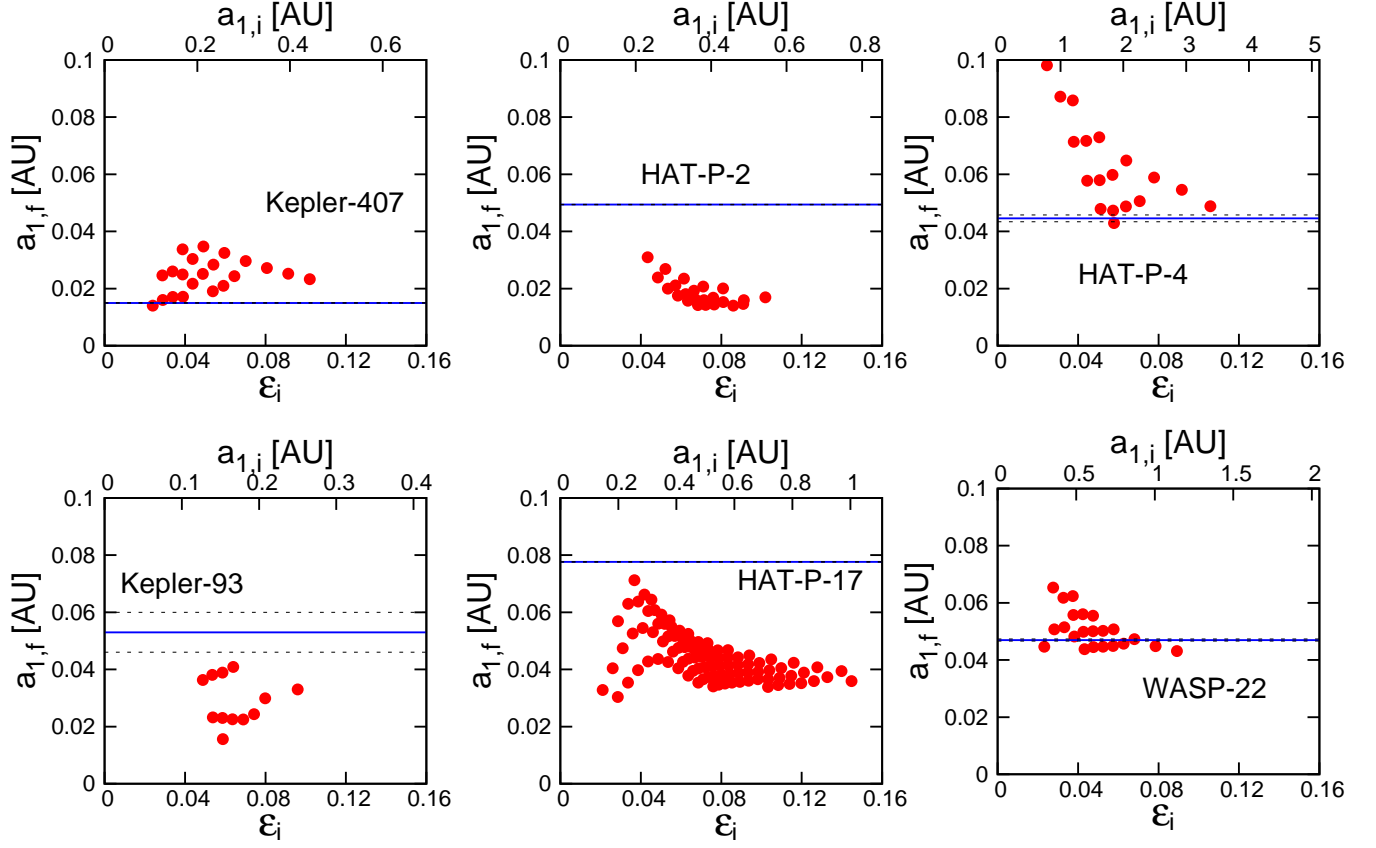 a1,i [AU] a1,i [AU] a1,i [AU]
0 0.2 0.4 0.6 0 0.2 0.4 0.6 0.8 0 1 2 3 4 5
0.1 0.1 0.1
0.08 0.08 0.08
0.06 0.06 0.06
0.04 0.04 0.04
0.02 0.02 0.02
0 0 0
a1,f [AU] a1,f [AU] a1,f [AU]
Kepler-407 HAT-P-2 HAT-P-4
0 0.04 0.08 0.12 0.16 0 0.04 0.08 0.12 0.16 0 0.04 0.08 0.12 0.16
εi εi εi
a1,i [AU] a1,i [AU] a1,i [AU]
0 0.1 0.2 0.3 0.4 0 0.2 0.4 0.6 0.8 1 0 0.5 1 1.5 2
0.1 0.1 0.1
0.08 0.08 0.08
0.06 0.06 0.06
0.04 0.04 0.04
0.02 0.02 0.02
0 0 0
a1,f [AU] a1,f [AU] a1,f [AU]
Kepler-93 HAT-P-17 WASP-22
0 0.04 0.08 0.12 0.16 0 0.04 0.08 0.12 0.16 0 0.04 0.08 0.12 0.16
εi εi εi